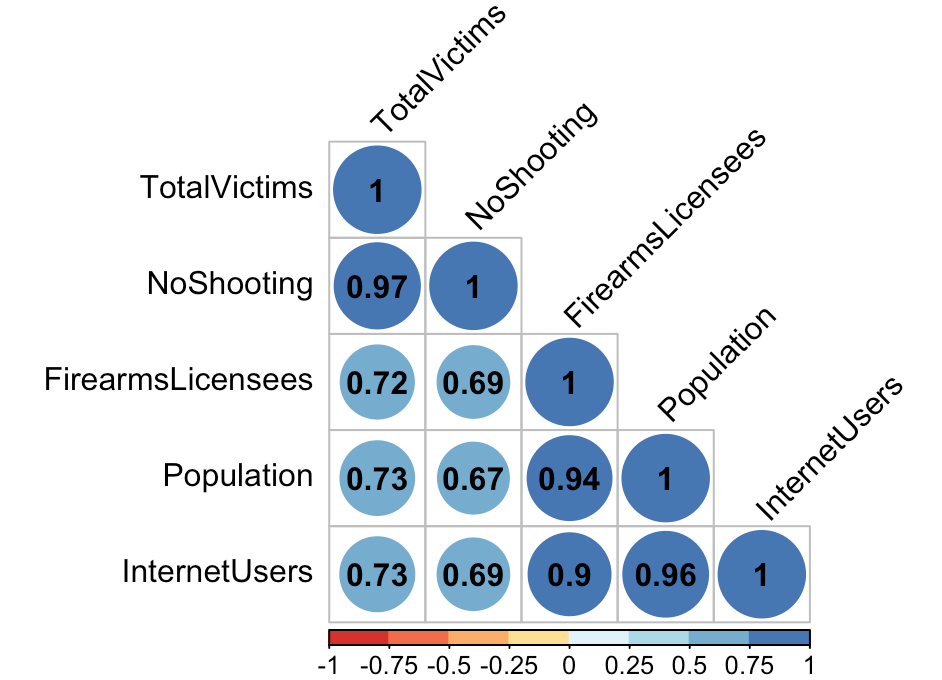 TotalVictims
NoShooting
FirearmsLicensees
Population
InternetUsers
TotalVictims 1
NoShooting 0.97 1
FirearmsLicensees 0.72 0.69 1
Population 0.73 0.67 0.94 1
InternetUsers 0.73 0.69 0.9 0.96 1
-1 -0.75 -0.5 -0.25 0 0.25 0.5 0.75 1